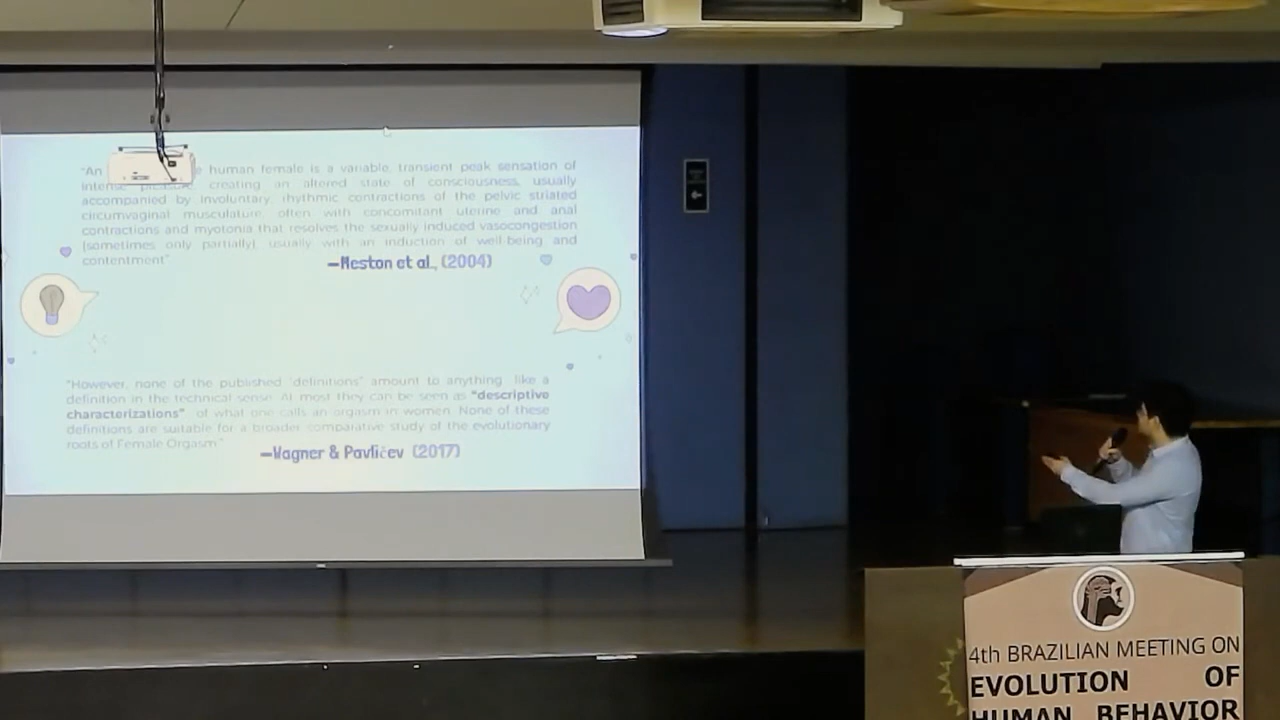 "An human female is a variable, transient peak sensation of
intense creating an altered state of consciousness, usually
accompanied by involuntary, rhythmic contractions of the pelvic striated
circumvaginal musculature, often with concomitant uterine and anal
contractions and myotonia that resolves the sexually induced vasocongestion
(sometimes only partially), usually with an induction of well-being and
contentment"
—Meston et al., (2004)
"However, none of the published "definitions" amount to anything like a
definition in the technical sense. At most they can be seen as "descriptive
characterizations" of what one calls an orgasm in women. None of these
definitions are suitable for a broader comparative study of the evolutionary
roots of Female Orgasm"
—Wagner & Pavličev (2017)
4th BRAZILIAN MEETING ON
EVOLUTION OF
HUMAN BEHAVIOR